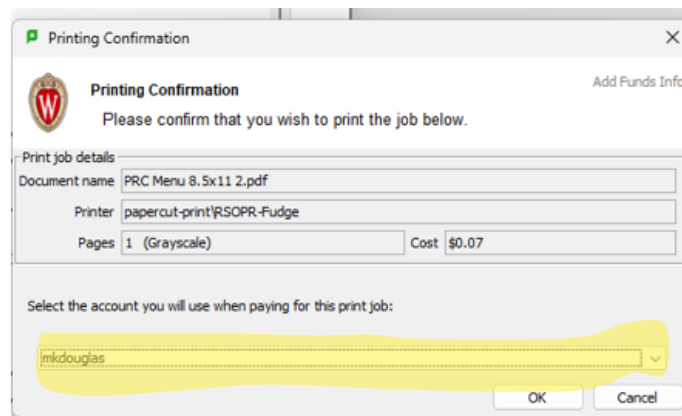 Printing Confirmation
Add Funds Info
Printing Confirmation
Please confirm that you wish to print the job below.
Print job details
Document name PRC Menu 8.5x11 2.pdf
Printer papercut-print\RSOPR-Fudge
Pages 1 (Grayscale) Cost $0.07
Select the account you will use when paying for this print job:
mkdouglas
OK Cancel